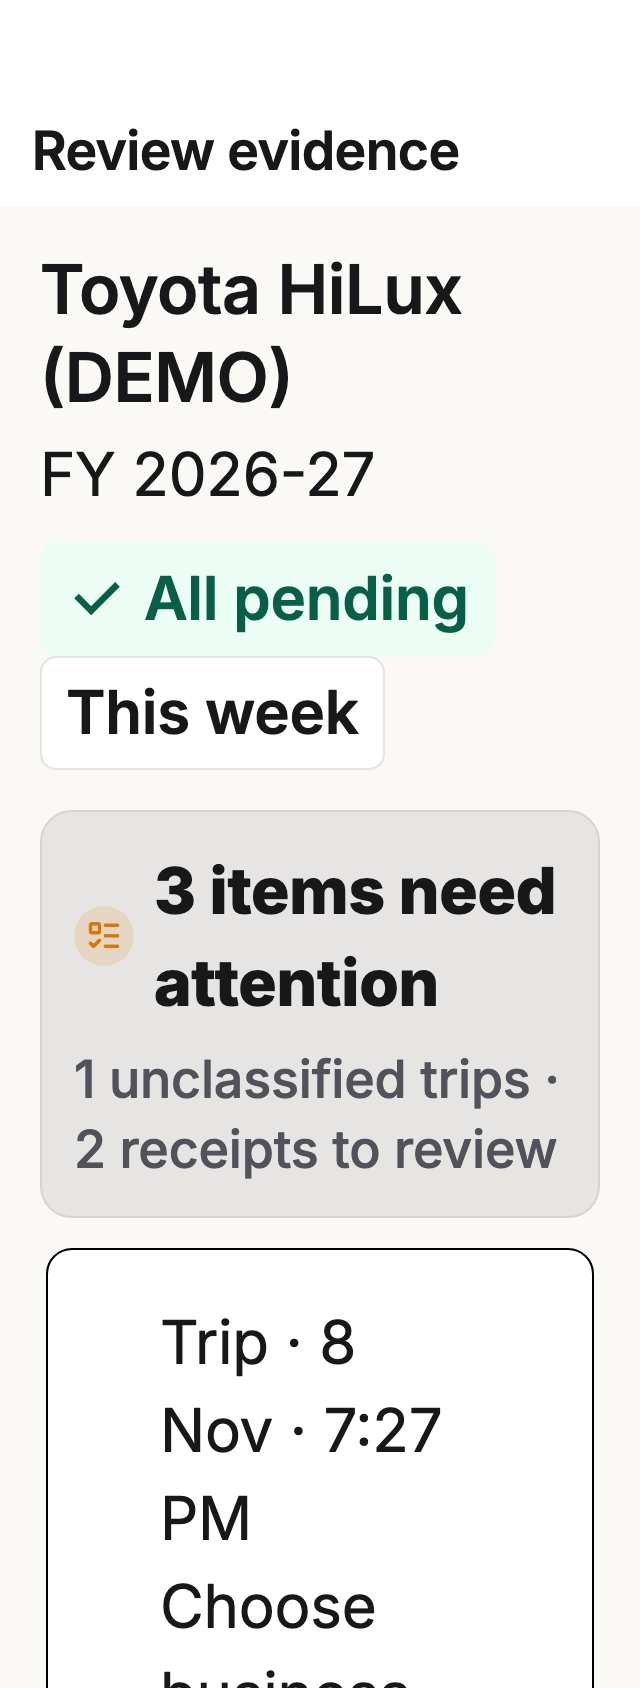 Review evidence
Toyota HiLux
(DEMO)
FY 2026-27
All pending
This week
3 items need
attention
1 unclassified trips ·
2 receipts to review
Trip · 8
Nov · 7:27
PM
Choose
business